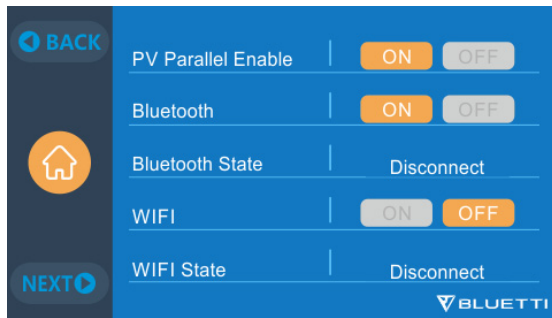 BACK
PV Parallel Enable ON OFF
Bluetooth ON OFF
Bluetooth State Disconnect
WIFI ON OFF
WIFI State Disconnect
NEXT
BLUETTI